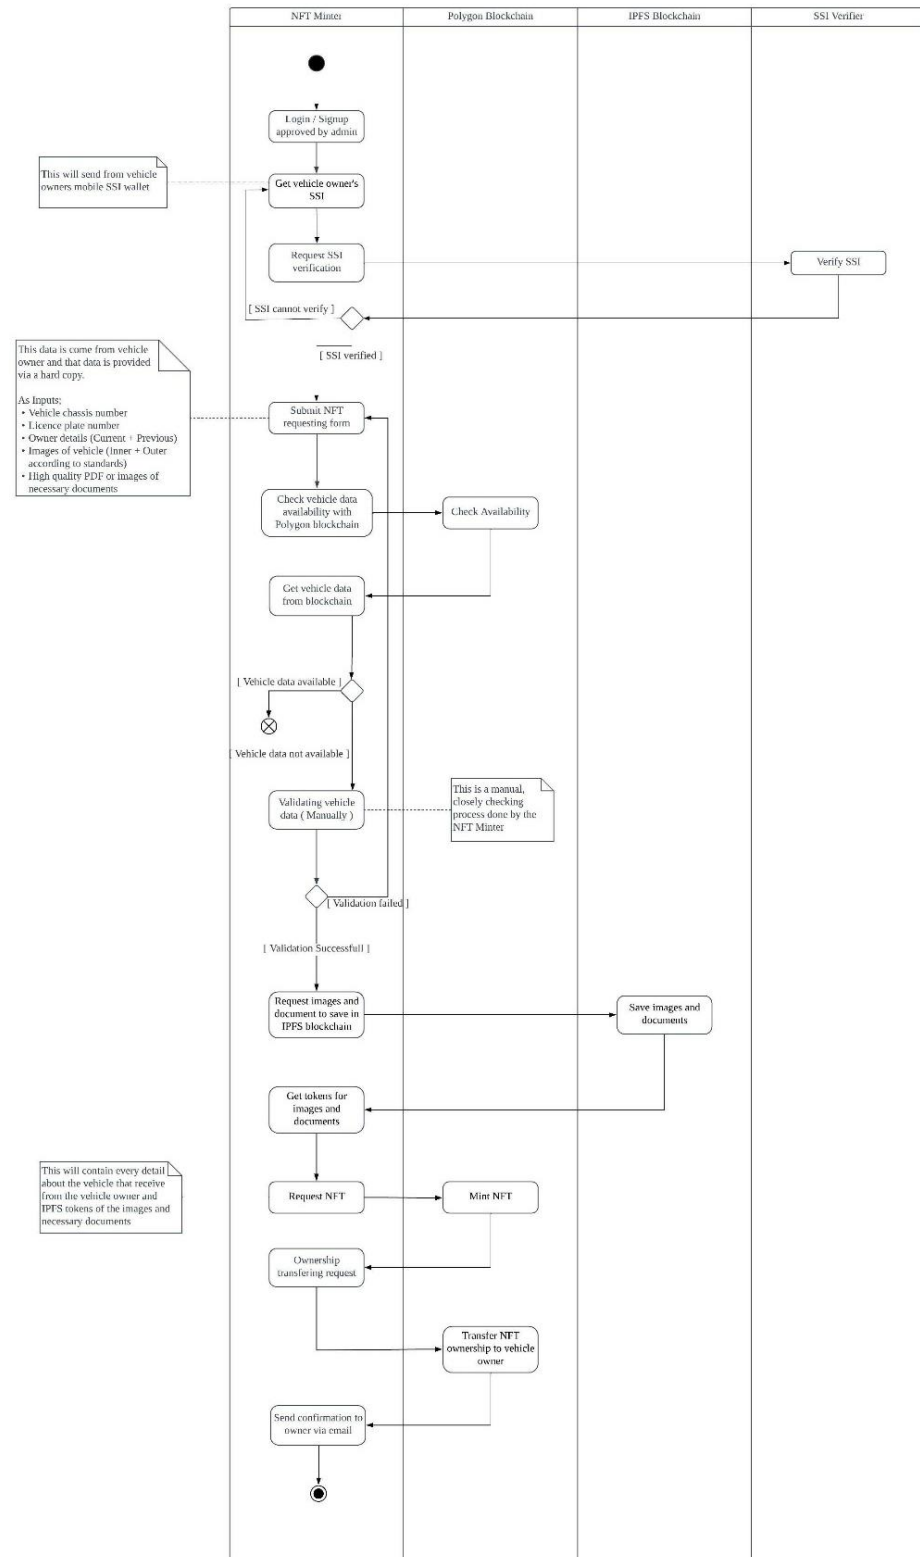 NFT Minter
Polygon Blockchain
IPFS Blockchain
SSI Verifier
Login / Signup
approved by admin
This will send from vehicle
owners mobile SSI wallet
Get vehicle owner's
SSI
Request SSI
verification
Verify SSI
[ SSI cannot verify ]
[ SSI verified ]
This data is come from vehicle
owner and that data is provided
via a hard copy.
As Inputs;
• Vehicle chassis number
• Licence plate number
• Owner details (Current + Previous)
• Images of vehicle (Inner + Outer
according to standards)
• High quality PDF or images of
necessary documents
Submit NFT
requesting form
Check vehicle data
availability with
Polygon blockchain
Check Availability
Get vehicle data
from blockchain
[ Vehicle data available ]
[ Vehicle data not available ]
Validating vehicle
data ( Manually )
This is a manual,
closely checking
process done by the
NFT Minter
[ Validation failed ]
[ Validation Successfull ]
Request images and
document to save in
IPFS blockchain
Save images and
documents
Get tokens for
images and
documents
This will contain every detail
about the vehicle that receive
from the vehicle owner and
IPFS tokens of the images and
necessary documents
Request NFT
Mint NFT
Ownership
transfering request
Transfer NFT
ownership to vehicle
owner
Send confirmation to
owner via email